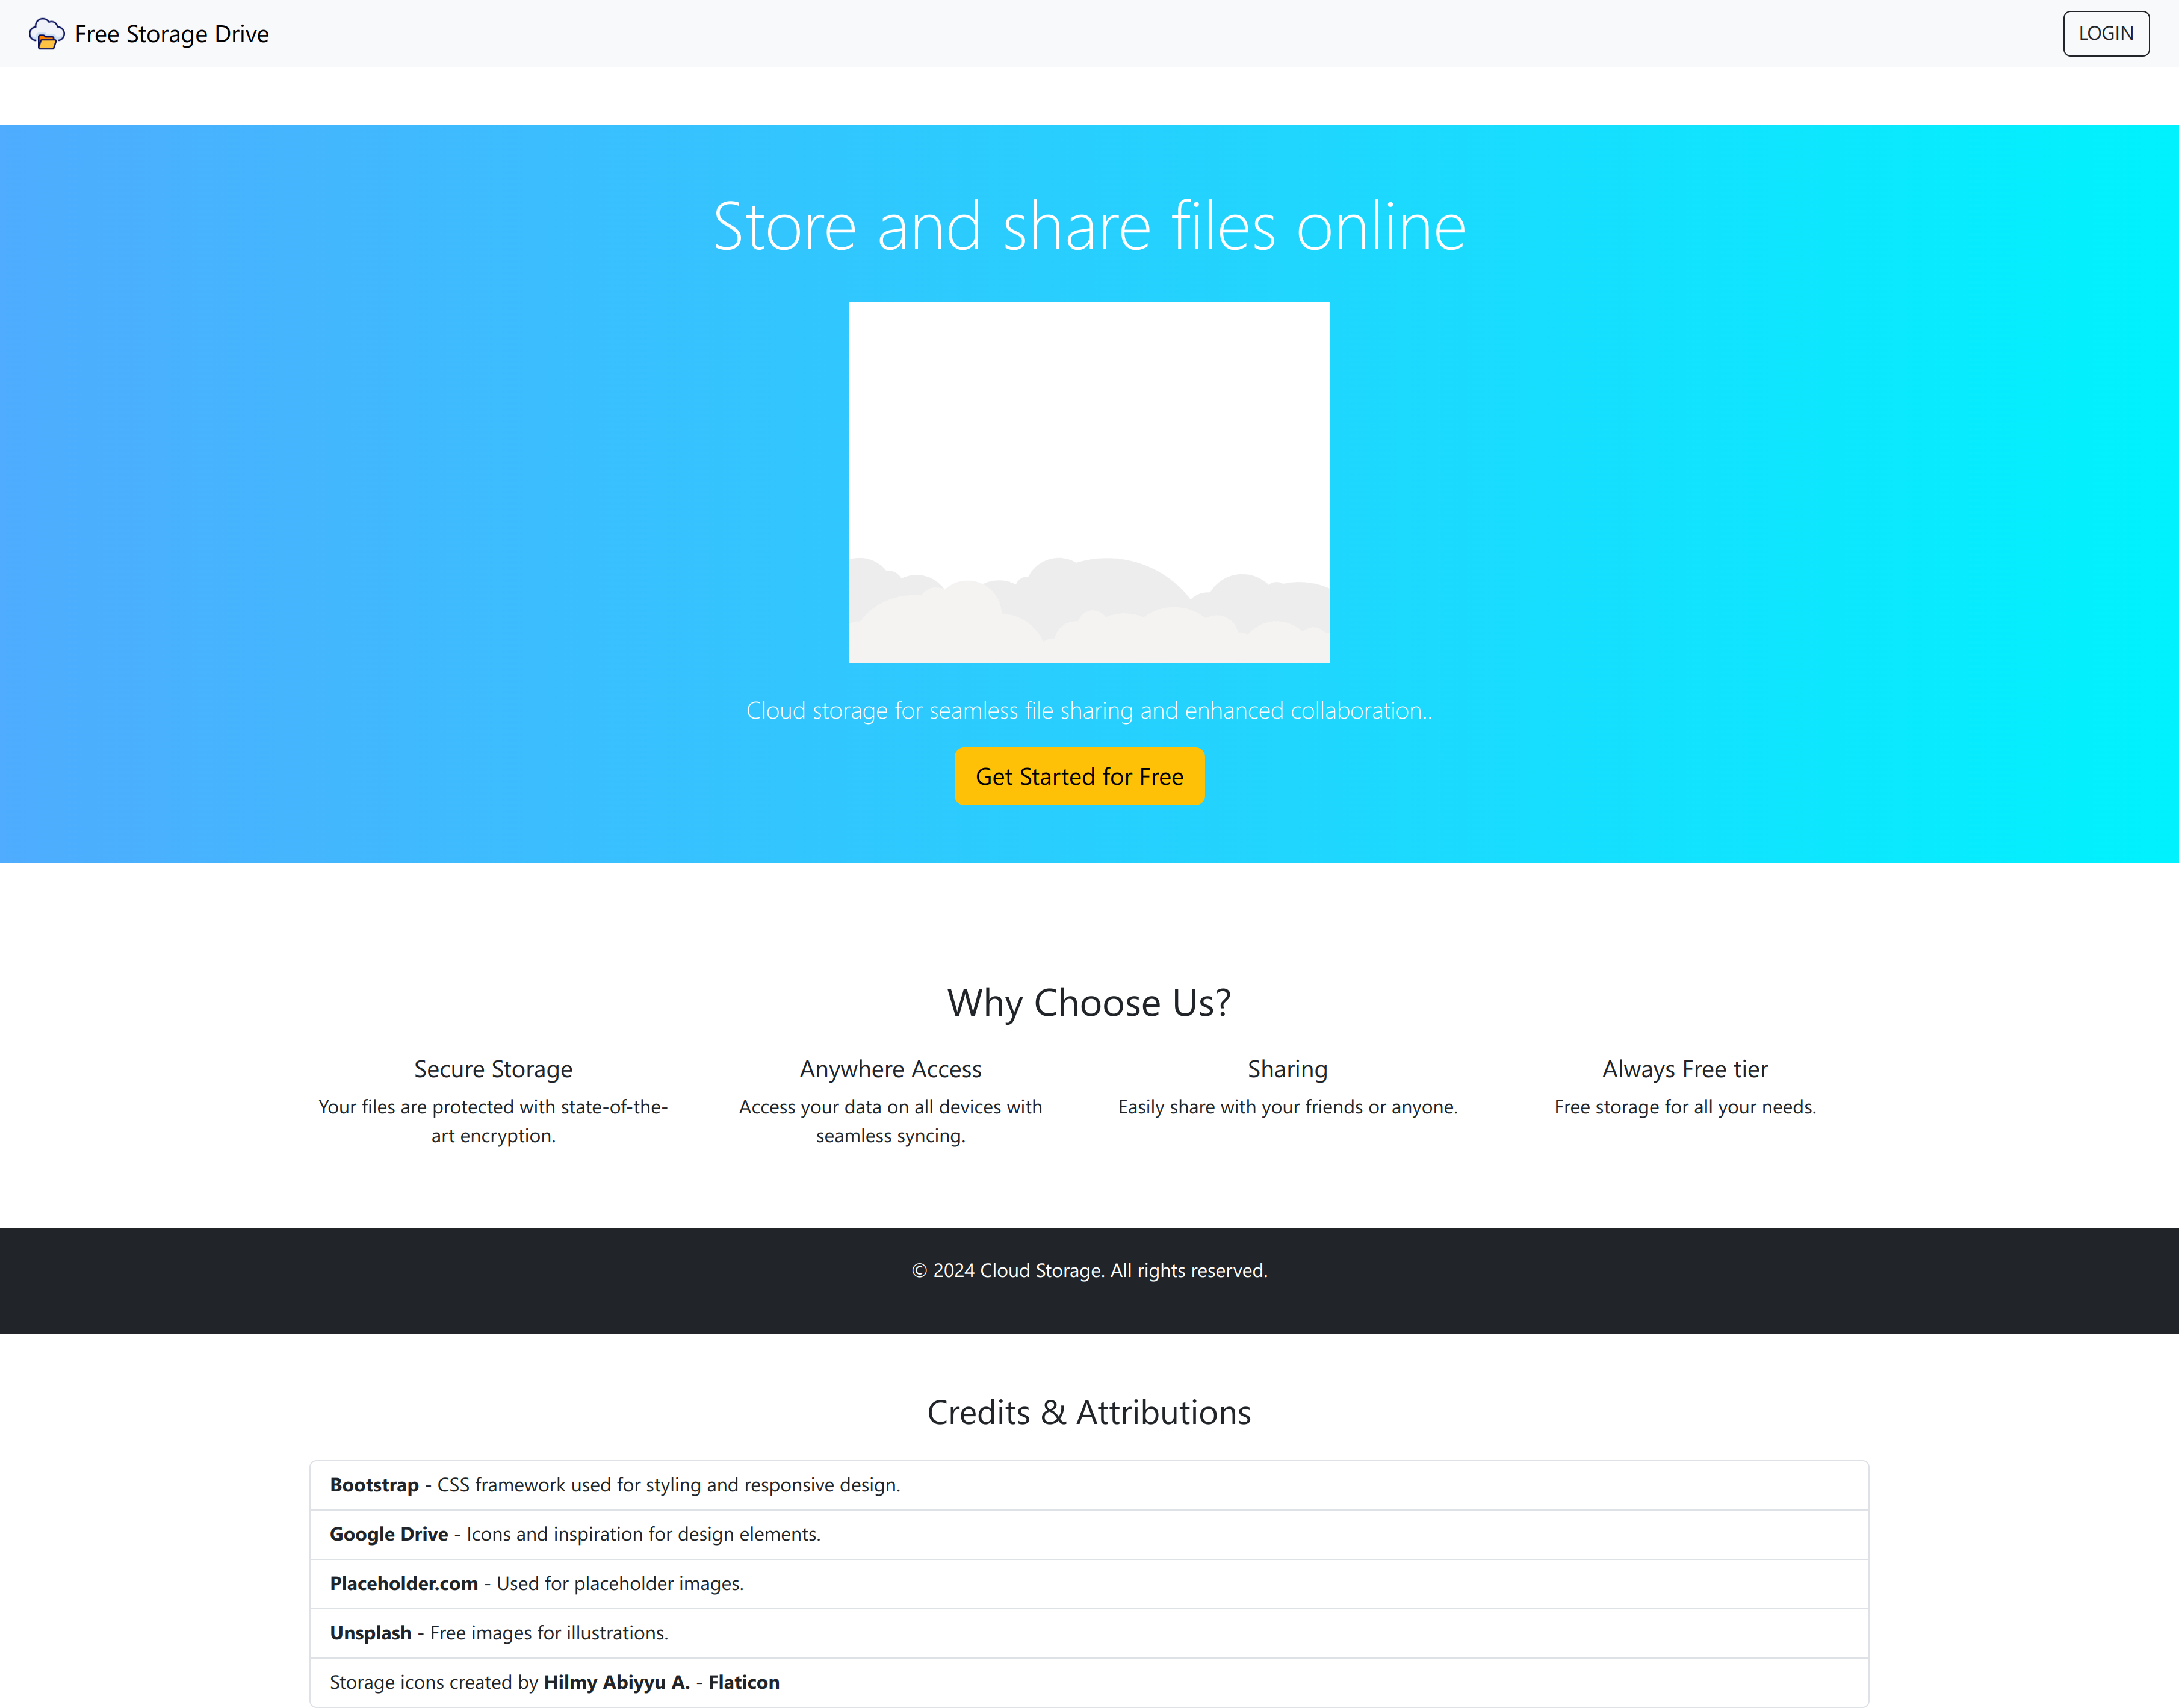 Free Storage Drive
LOGIN
Store and share files online
Cloud storage for seamless file sharing and enhanced collaboration..
Get Started for Free
Why Choose Us?
Secure Storage
Your files are protected with state-of-the-
art encryption.
Anywhere Access
Access your data on all devices with
seamless syncing.
Sharing
Easily share with your friends or anyone.
Always Free tier
Free storage for all your needs.
© 2024 Cloud Storage. All rights reserved.
Credits & Attributions
Bootstrap - CSS framework used for styling and responsive design.
Google Drive - Icons and inspiration for design elements.
Placeholder.com - Used for placeholder images.
Unsplash - Free images for illustrations.
Storage icons created by Hilmy Abiyyu A. - Flaticon